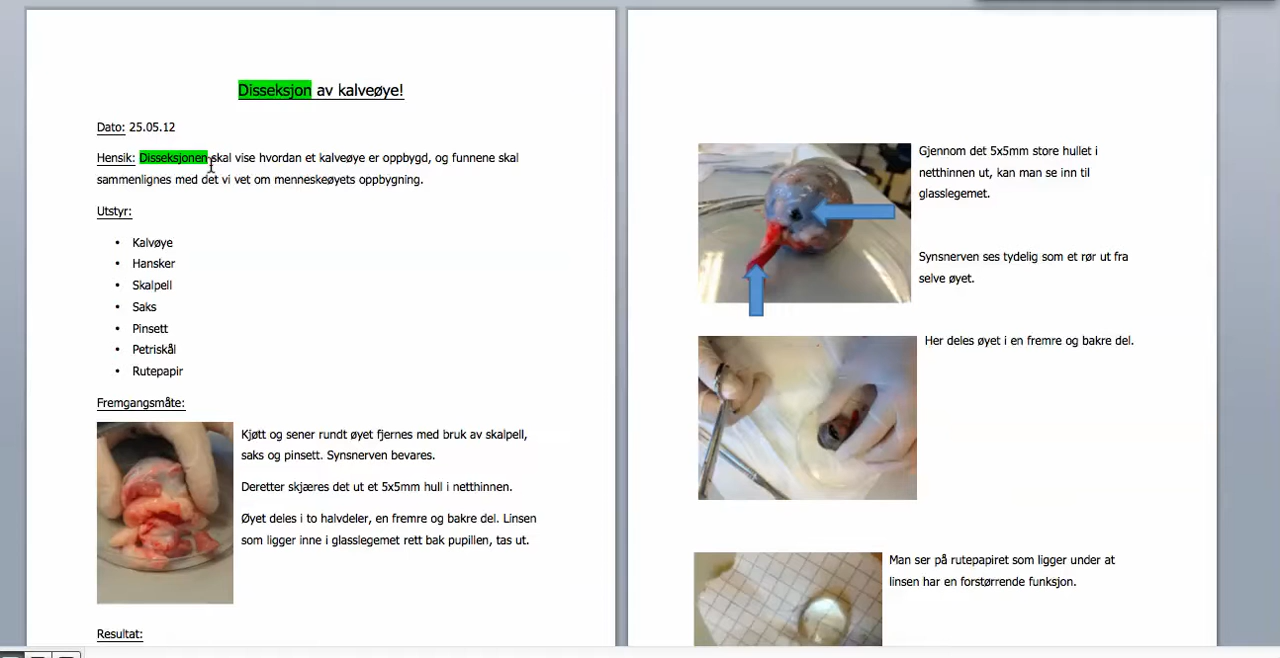 Disseksjon av kalveøye!
Dato: 25.05.12
Hensik: Disseksjonen skal vise hvordan et kalveøye er oppbygd, og funnene skal
sammenlignes med det vi vet om menneskeøyets oppbygning.
Utstyr:
• Kalvøye
• Hansker
• Skalpell
• Saks
• Pinsett
• Petriskål
• Rutepapir
Fremgangsmåte:
Kjøtt og sener rundt øyet fjernes med bruk av skalpell,
saks og pinsett. Synsnerven bevares.
Deretter skjæres det ut et 5x5mm hull i netthinnen.
Øyet deles i to halvdeler, en fremre og bakre del. Linsen
som ligger inne i glasslegemet rett bak pupillen, tas ut.
Resultat:
Gjennom det 5x5mm store hullet i
netthinnen ut, kan man se inn til
glasslegemet.
Synsnerven ses tydelig som et rør ut fra
selve øyet.
Her deles øyet i en fremre og bakre del.
Man ser på rutepapiret som ligger under at
linsen har en forstørrende funksjon.